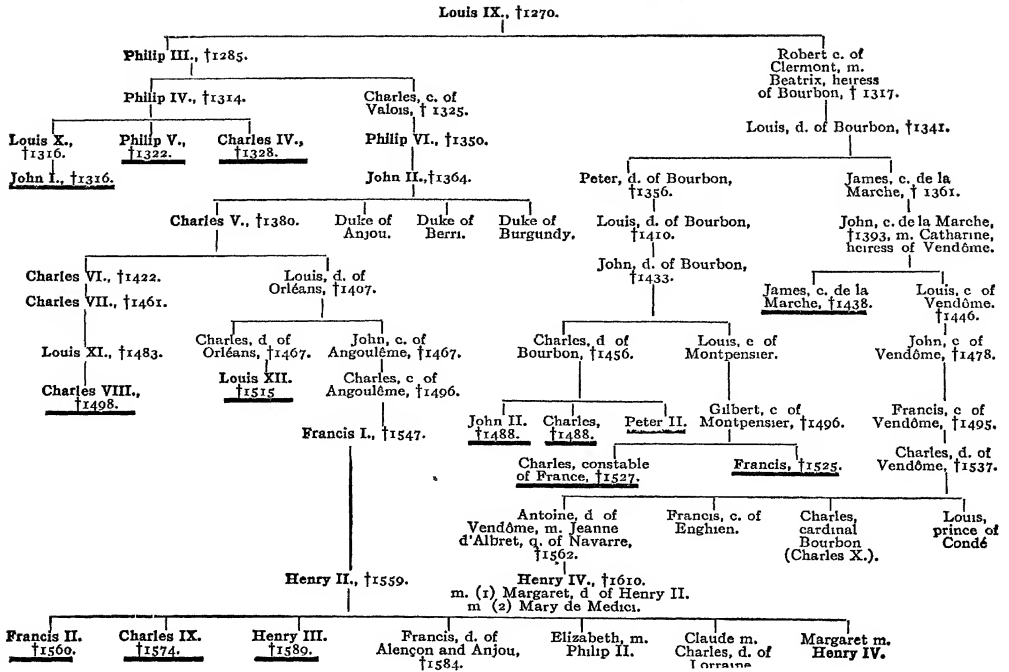 Louis IX., †1270.
Philip III., †1285.
Robert c. of
Clermont, m.
Beatrix, heiress
of Bourbon, † 1317.
Philip IV., †1314.
Charles, c. of
Valois, † 1325.
Louis, d. of Bourbon, †1341.
Louis X.,
†1316.
Philip V.,
†1322.
Charles IV.,
†1328.
Philip VI., †1350.
John I., †1316.
John II., †1364.
Peter, d. of Bourbon,
†1356.
James, c. de la
Marche, † 1361.
Charles V., †1380.
Duke of
Anjou.
Duke of
Berri.
Duke of
Burgundy.
Louis, d. of Bourbon,
†1410.
John, c. de la Marche,
†1393, m. Catharine,
heiress of Vendôme.
John, d. of Bourbon,
†1433.
Charles VI., †1422.
Louis, d. of
Orléans, †1407.
James, c. de la
Marche, †1438.
Louis, c of
Vendôme.
†1446.
Charles VII., †1461.
Louis XI., †1483.
Charles, d of
Orléans, †1467.
John, c. of
Angoulême, †1467.
Charles, d. of
Bourbon, †1456.
Louis, c of
Montpensier.
John, c of
Vendôme, †1478.
Charles VIII.,
†1498.
Louis XII.
†1515
Charles, c of
Angoulême, †1496.
Francis I., †1547.
John II.
†1488.
Charles,
†1488.
Peter II.
Gilbert, c of
Montpensier, †1496.
Francis, c of
Vendôme, †1495.
Charles, constable
of France, †1527.
Francis, †1525.
Charles, d. of
Vendôme, †1537.
Antoine, d of
Vendôme, m. Jeanne
d'Albret, q. of Navarre,
†1562.
Francis, c. of
Enghien.
Charles,
cardinal
Bourbon
(Charles X.).
Louis,
prince of
Condé
Henry II., †1559.
Henry IV., †1610.
m. (1) Margaret, d of Henry II.
m (2) Mary de Medici.
Francis II.
†1560.
Charles IX.
†1574.
Henry III.
†1589.
Francis, d. of
Alençon and Anjou,
†1584.
Elizabeth, m.
Philip II.
Claude m.
Charles, d. of
Lorraine
Margaret m.
Henry IV.